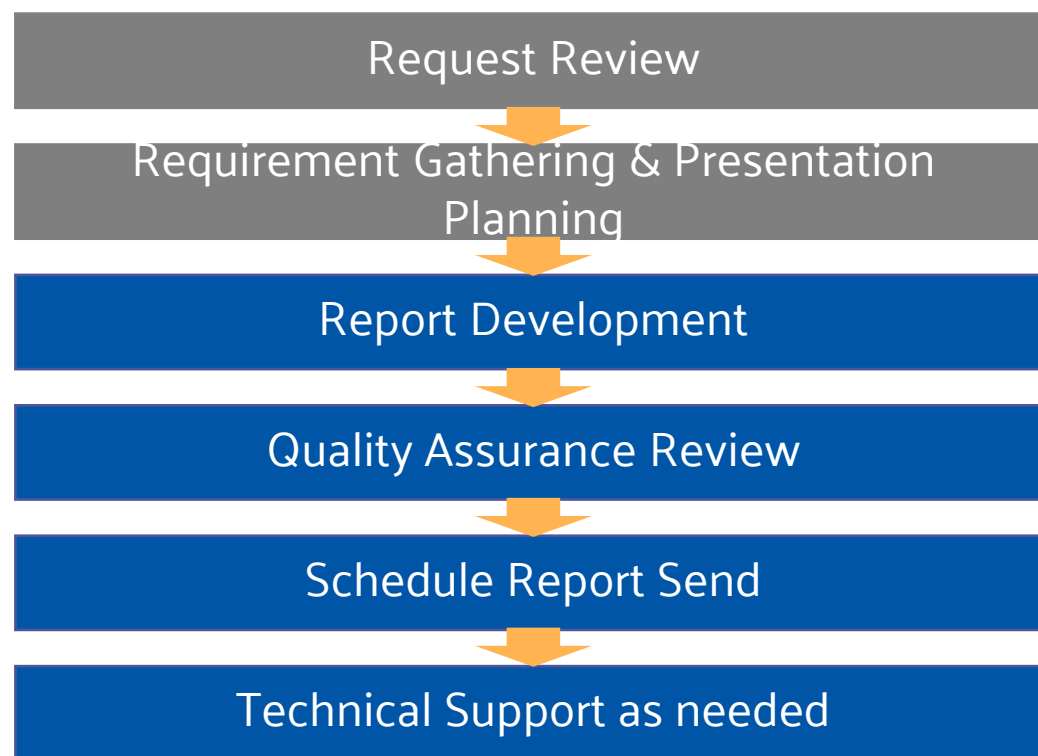 Request Review
Requirement Gathering & Presentation
Planning
Report Development
Quality Assurance Review
Schedule Report Send
Technical Support as needed